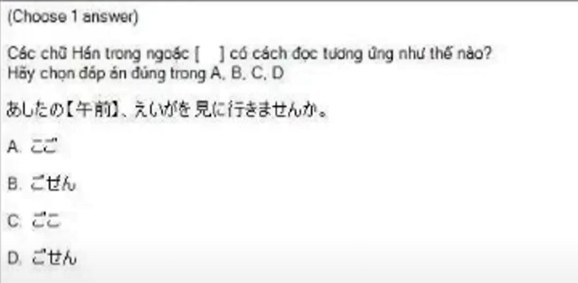 (Choose 1 answer)
Các chữ Hán trong ngoặc [ ] có cách đọc tương ứng như thế nào?
Hãy chọn đáp án đúng trong A, B, C, D
あしたの【午前】、えいがを見に行きませんか。
A. こご
B. ごぜん
C. ごこ
D. ごせん